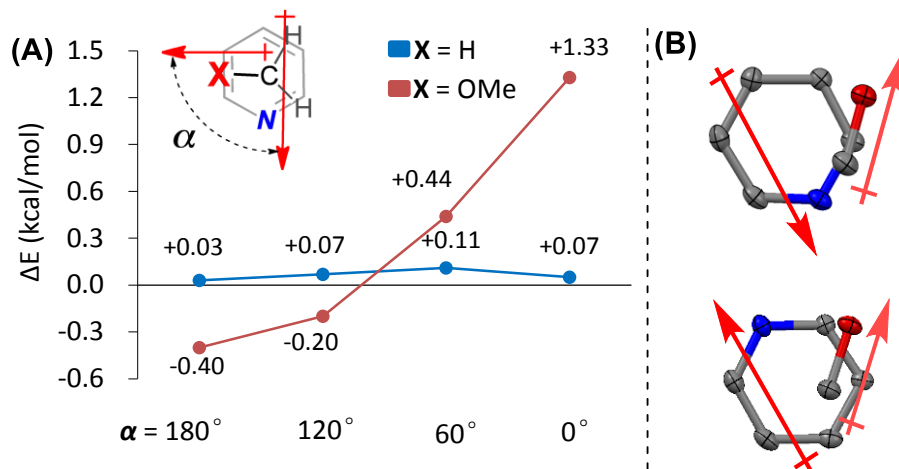 (A)
ΔE (kcal/mol)
1.5
1.2
0.9
0.6
0.3
0.0
-0.3
-0.6
H
X
C
H
N
α
X = H
X = OMe
+1.33
+0.44
+0.03
+0.07
+0.11
+0.07
-0.40
-0.20
α = 180° 120° 60° 0°
(B)